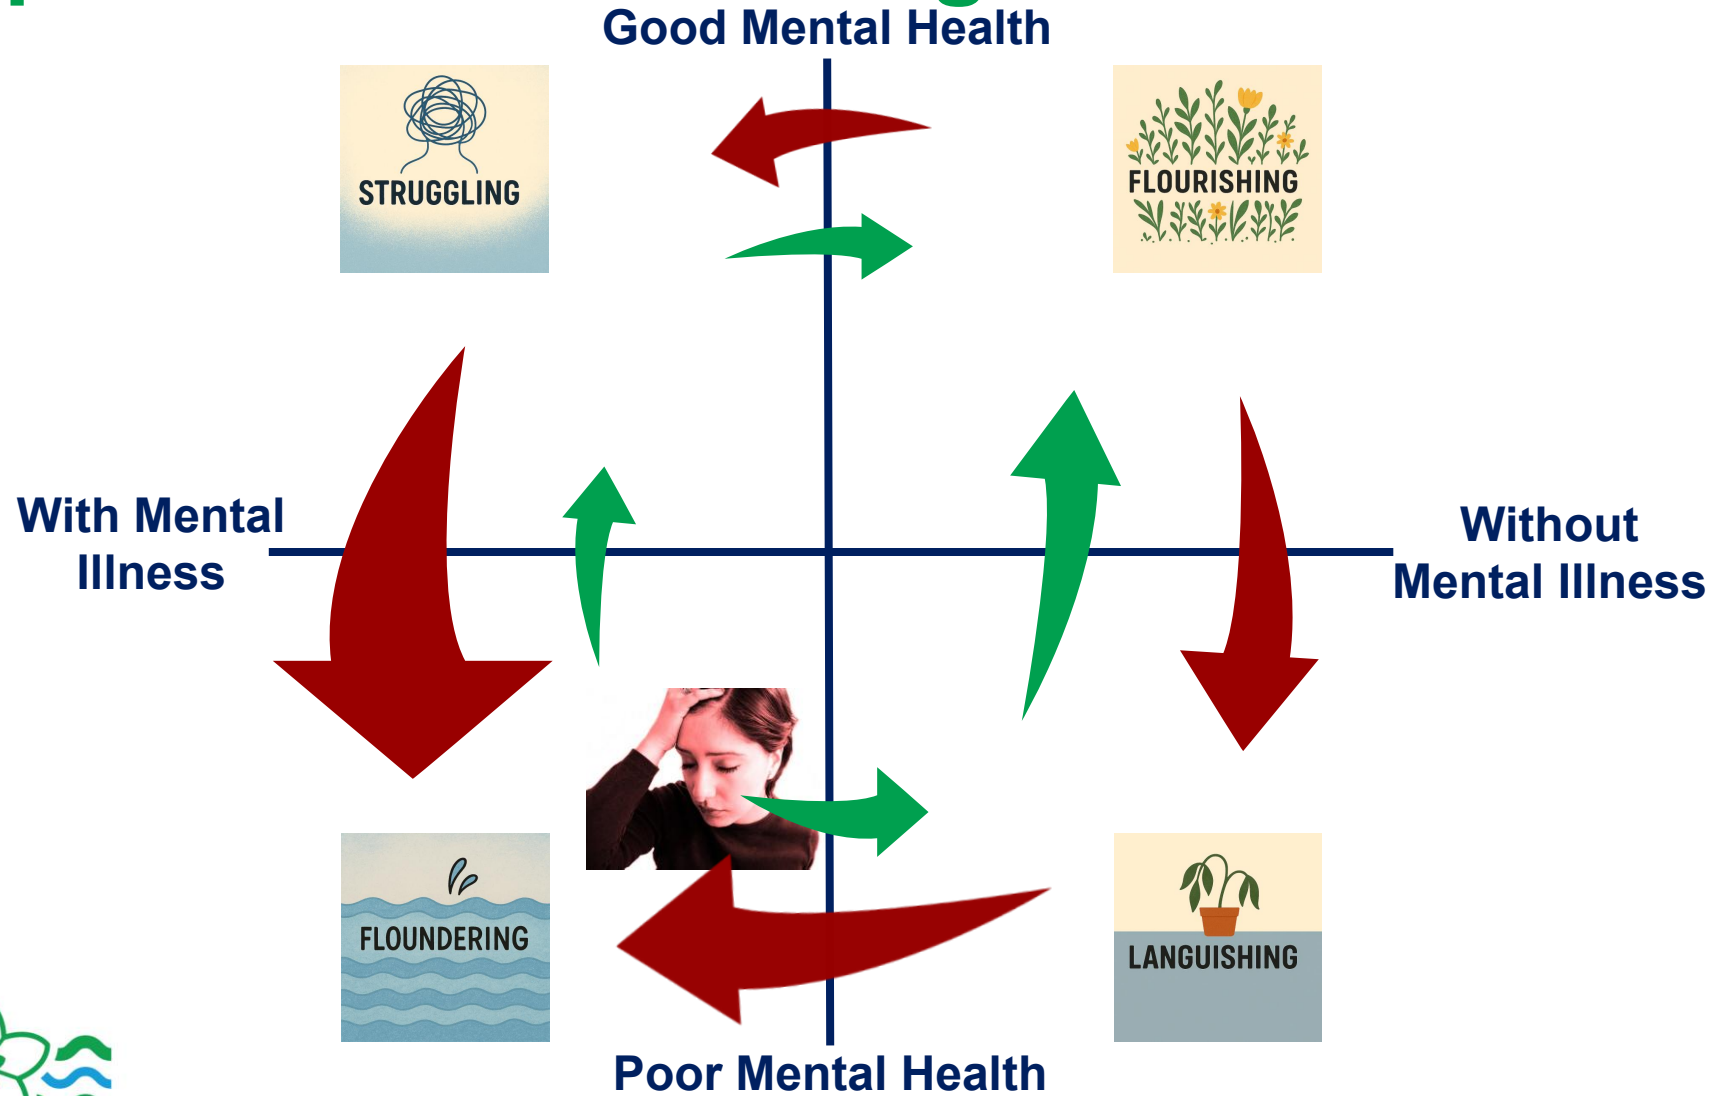 Good Mental Health
STRUGGLING
FLOURISHING
With Mental
Illness
Without
Mental Illness
FLOUNDERING
LANGUISHING
Poor Mental Health